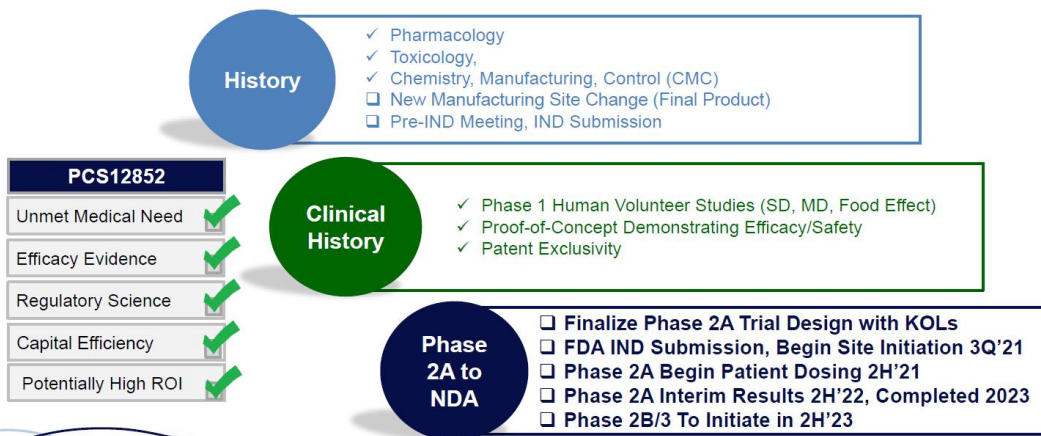 History
✓ Pharmacology
✓ Toxicology,
✓ Chemistry, Manufacturing, Control (CMC)
❑ New Manufacturing Site Change (Final Product)
❑ Pre-IND Meeting, IND Submission
PCS12852
Unmet Medical Need
Efficacy Evidence
Regulatory Science
Capital Efficiency
Potentially High ROI
Clinical
History
✓ Phase 1 Human Volunteer Studies (SD, MD, Food Effect)
✓ Proof-of-Concept Demonstrating Efficacy/Safety
✓ Patent Exclusivity
Phase
2A to
NDA
❑ Finalize Phase 2A Trial Design with KOLs
❑ FDA IND Submission, Begin Site Initiation 3Q'21
❑ Phase 2A Begin Patient Dosing 2H'21
❑ Phase 2A Interim Results 2H'22, Completed 2023
❑ Phase 2B/3 To Initiate in 2H'23